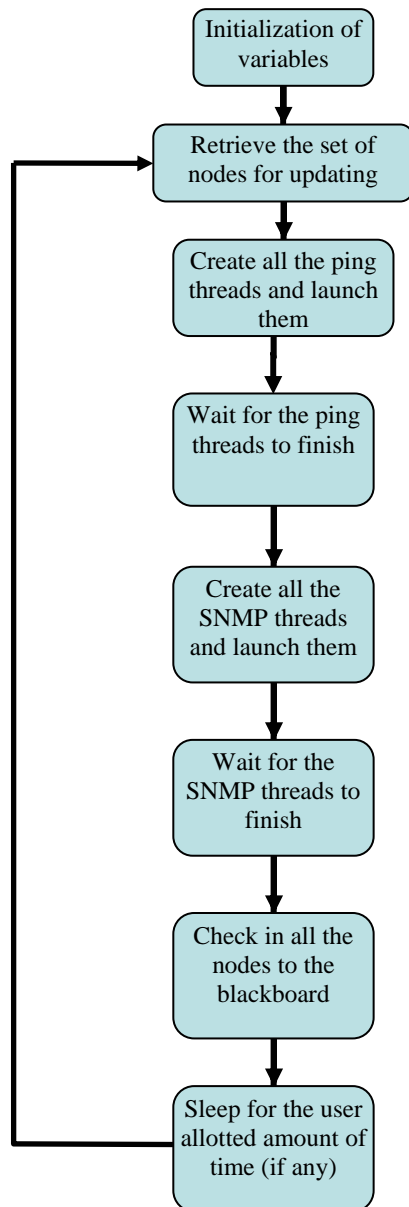 Initialization of
variables
Retrieve the set of
nodes for updating
Create all the ping
threads and launch
them
Wait for the ping
threads to finish
Create all the
SNMP threads
and launch them
Wait for the
SNMP threads to
finish
Check in all the
nodes to the
blackboard
Sleep for the user
allotted amount of
time (if any)